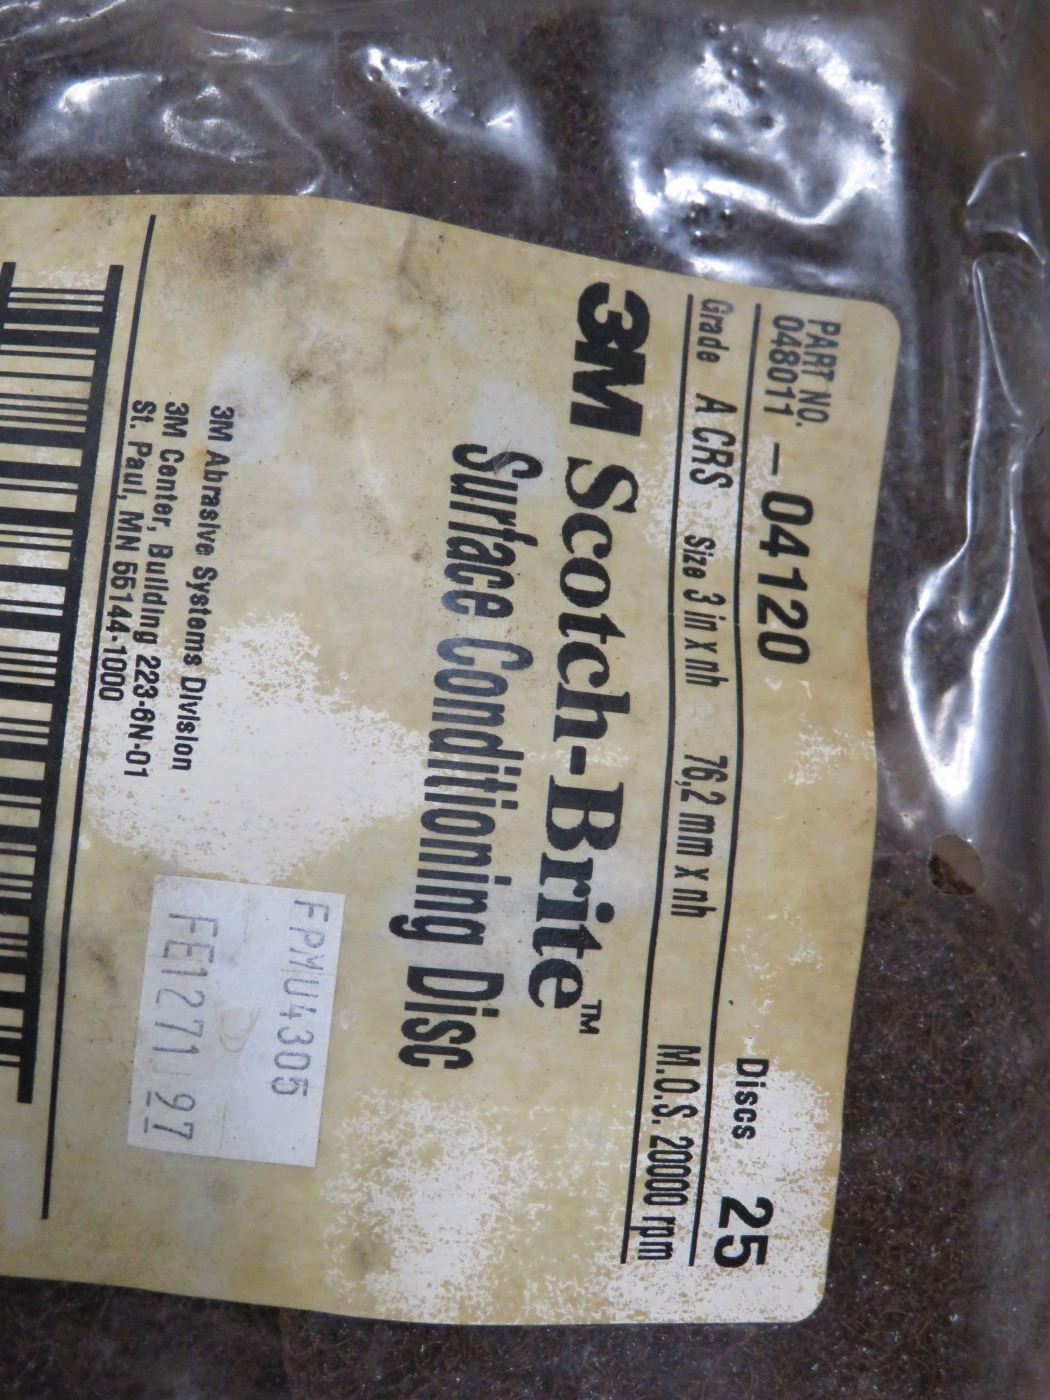 PART NO.
048011 – 04120
Discs 25
Grade A CRS Size 3 in x nh 76,2 mm x nh M.O.S. 20000 rpm
3M Scotch-Brite™
Surface Conditioning Disc
3M Abrasive Systems Division
3M Center, Building 223-6N-01
St. Paul, MN 55144-1000
FPMU4305
FE1271 97